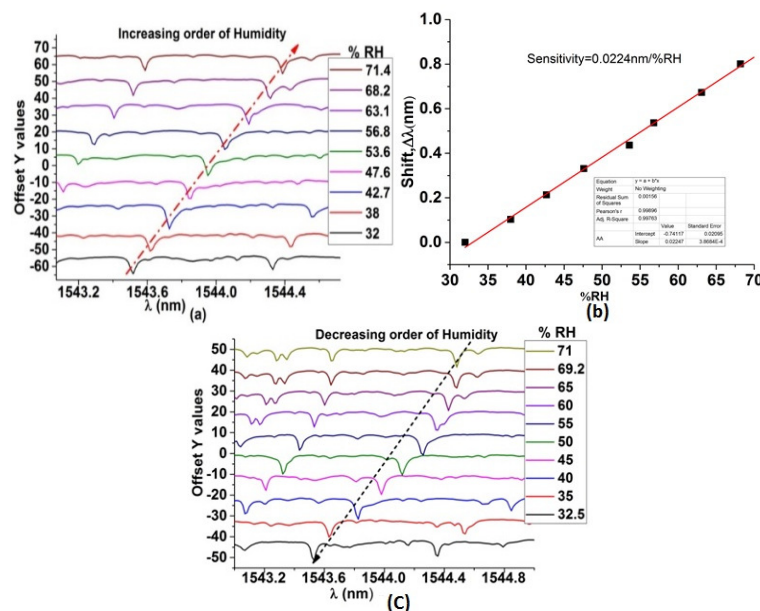 Increasing order of Humidity
% RH
70
60
50
40
30
20
10
0
-10
-20
-30
-40
-50
-60
Offset Y values
71.4
68.2
63.1
56.8
53.6
47.6
42.7
38
32
1543.2 1543.6 1544.0 1544.4
λ (nm)
(a)
Sensitivity=0.0224nm/%RH
Shift,Δλ(nm)
1.0
0.8
0.6
0.4
0.2
0.0
Equation y = a + b*x
Weight No Weighting
Residual Sum of Squares 0.00156
Pearson's r 0.99896
Adj. R-Square 0.99763
Value Standard Error
AA Intercept -0.74117 0.02095
Slope 0.02247 3.8684E-4
30 35 40 45 50 55 60 65 70
%RH
(b)
Decreasing order of Humidity
% RH
50
40
30
20
10
0
-10
-20
-30
-40
-50
Offset Y values
71
69.2
65
60
55
50
45
40
35
32.5
1543.2 1543.6 1544.0 1544.4 1544.8
λ (nm)
(C)